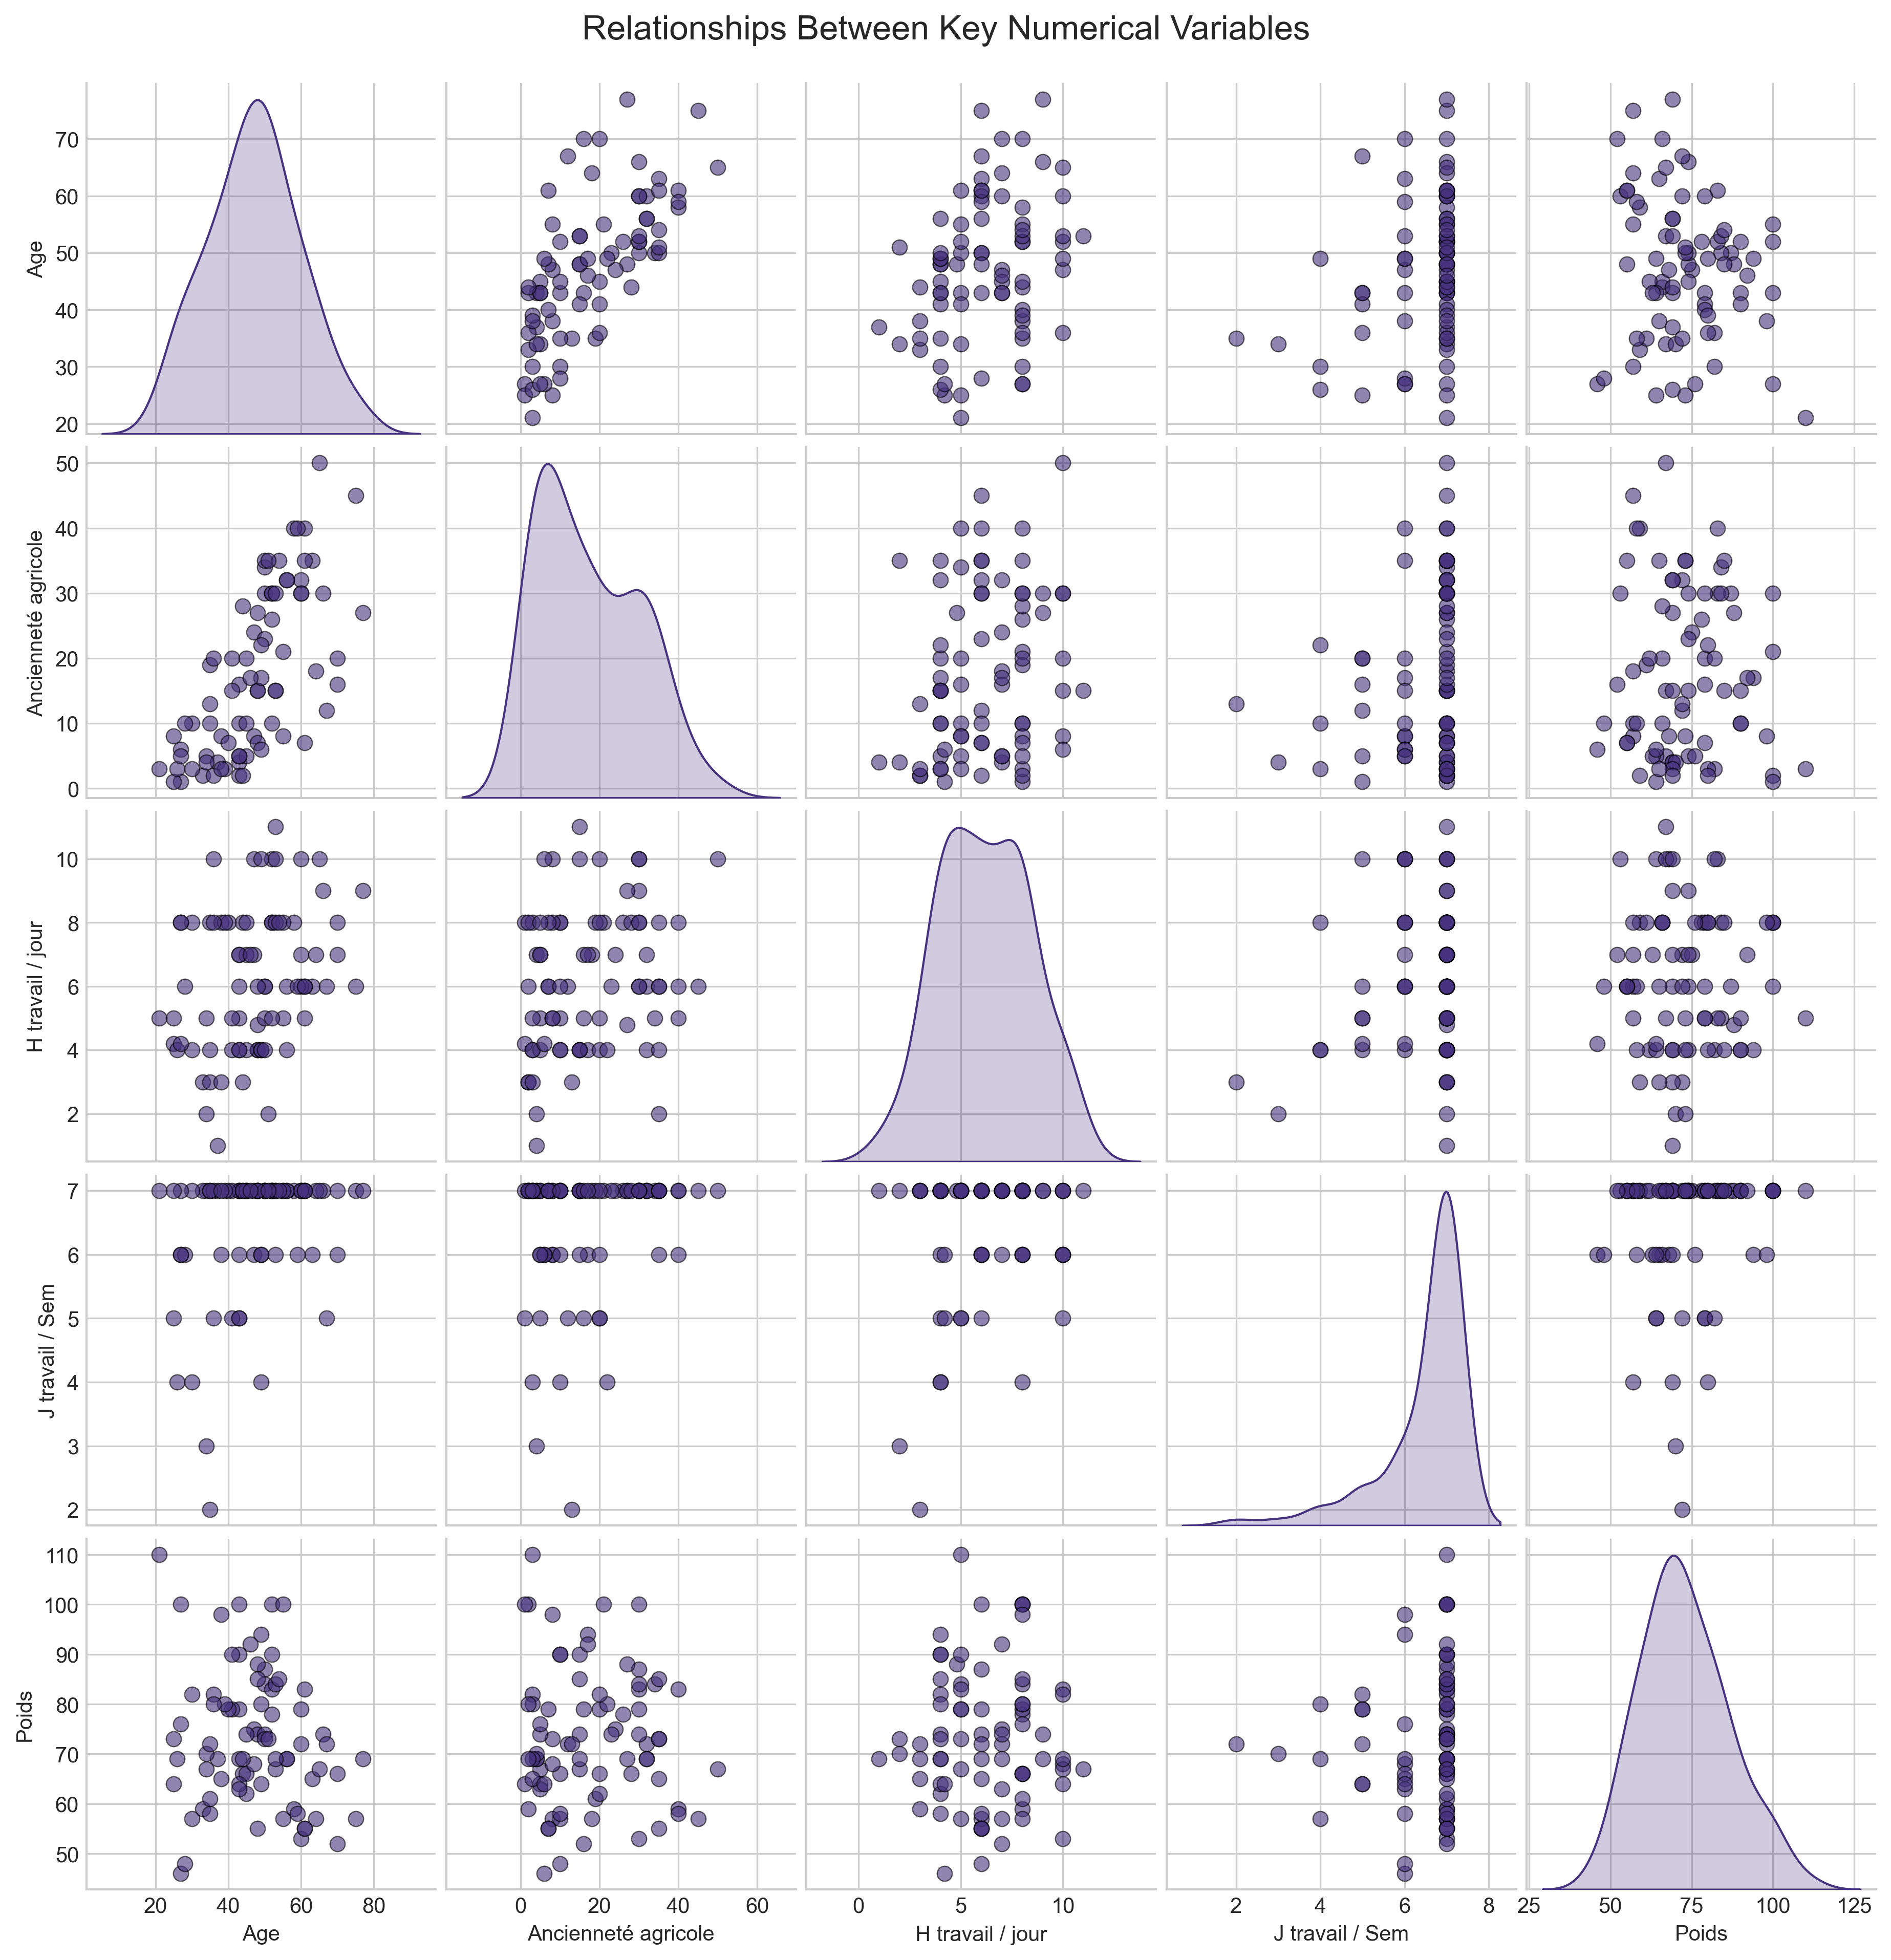 Relationships Between Key Numerical Variables
Age
70
60
50
40
30
20
Ancienneté agricole
50
40
30
20
10
0
H travail / jour
10
8
6
4
2
J travail / Sem
7
6
5
4
3
2
Poids
110
100
90
80
70
60
50
20 40 60 80
0 20 40 60
0 5 10
2 4 6 8
25 50 75 100 125
Age
Ancienneté agricole
H travail / jour
J travail / Sem
Poids